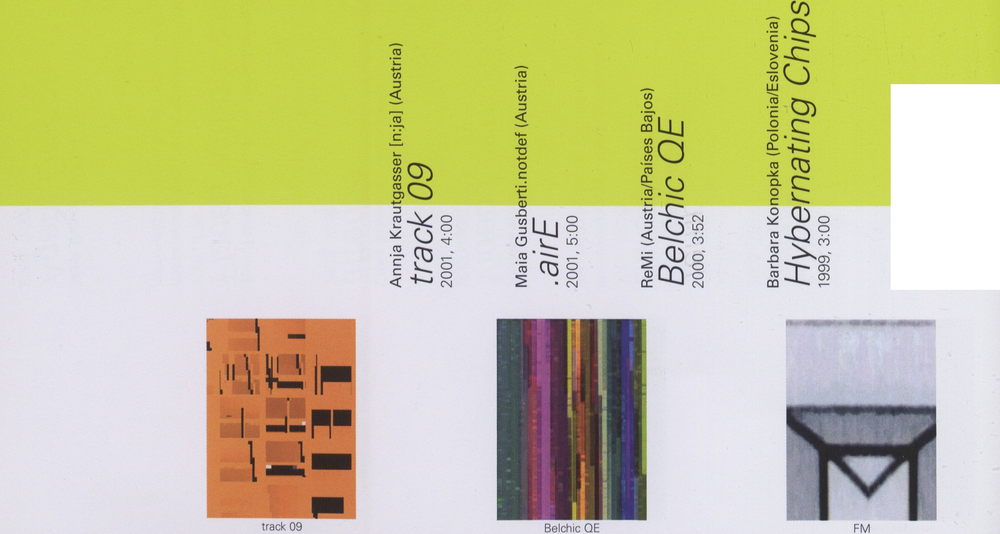 Annja Krautgasser [n:ja] (Austria)
track 09
2001, 4:00
Maia Gusberti.notdef (Austria)
.airE
2001, 5:00
ReMi (Austria/Países Bajos)
Belchic QE
2000, 3:52
Barbara Konopka (Polonia/Eslovenia)
Hybernating Chips
1999, 3:00
track 09
Belchic QE
FM